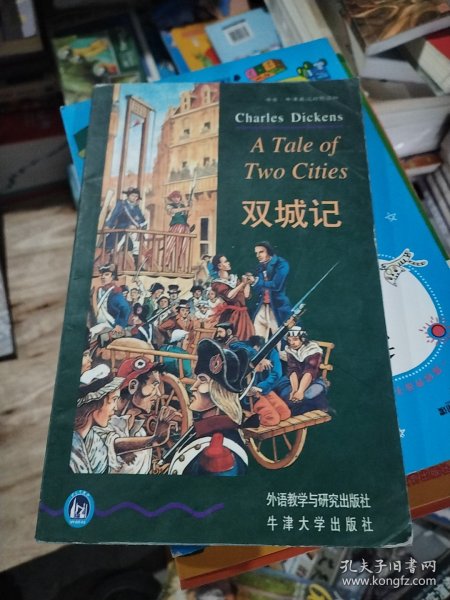 Charles Dickens
A Tale of
Two Cities
双城记
外语教学与研究出版社
牛津大学出版社
孔夫子旧书网
www.kongfz.com